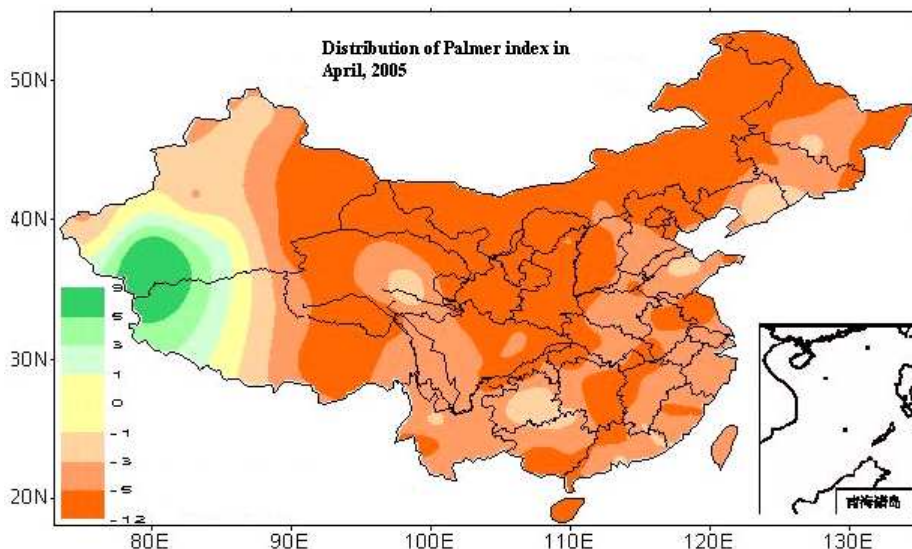 Distribution of Palmer index in
April, 2005
50N
40N
30N
20N
9
6
3
1
0
-1
-3
-6
-12
80E
90E
100E
110E
120E
130E
南海诸岛